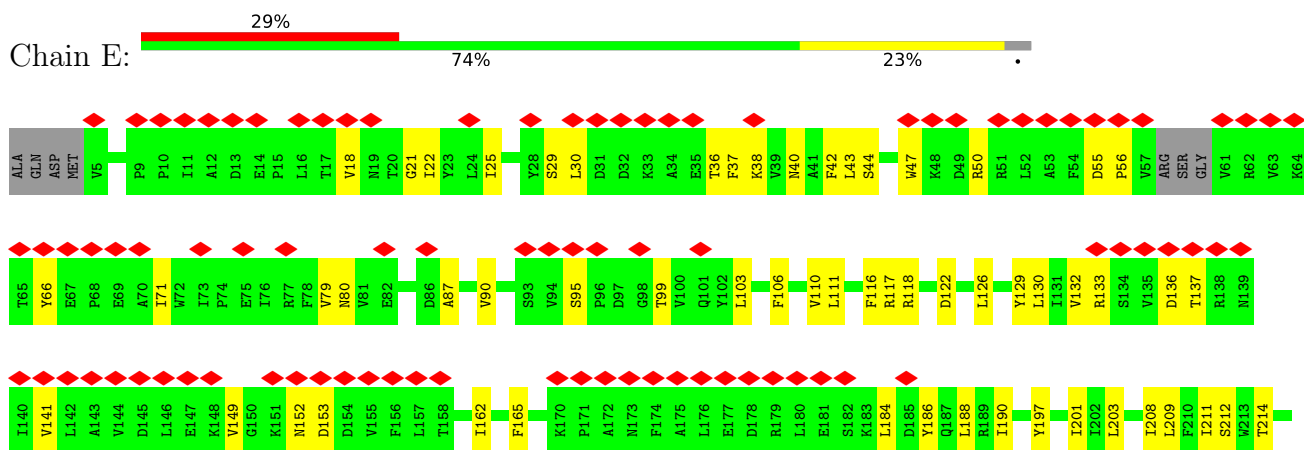 29%
Chain E:
74% 23% •
ALA GLN ASP MET V5 P9 P10 I11 A12 D13 E14 P15 L16 T17 V18 N19 T20 G21 I22 Y23 L24 I25 Y28 S29 L30 D31 D32 K33 A34 E35 T36 F37 K38 V39 N40 A41 F42 L43 S44 W47 K48 D49 R50 R51 L52 A53 F54 D55 P56 V57 ARG SER GLY V61 R62 V63 K64
T65 Y66 E67 P68 E69 A70 I71 W72 I73 P74 E75 I76 R77 F78 V79 N80 V81 E82 D86 A87 V90 S93 V94 S95 P96 D97 G98 T99 V100 Q101 Y102 L103 F106 V110 L111 F116 R117 R118 D122 L126 Y129 L130 I131 V132 R133 S134 V135 D136 T137 R138 N139
I140 V141 L142 A143 V144 D145 L146 E147 K148 V149 G150 K151 N152 D153 D154 V155 F156 L157 T158 I162 F165 K170 P171 A172 N173 F174 A175 L176 E177 D178 R179 L180 E181 S182 K183 L184 D185 Y186 Q187 L188 R189 I190 Y197 I201 I202 L203 I208 L209 F210 I211 S212 W213 T214